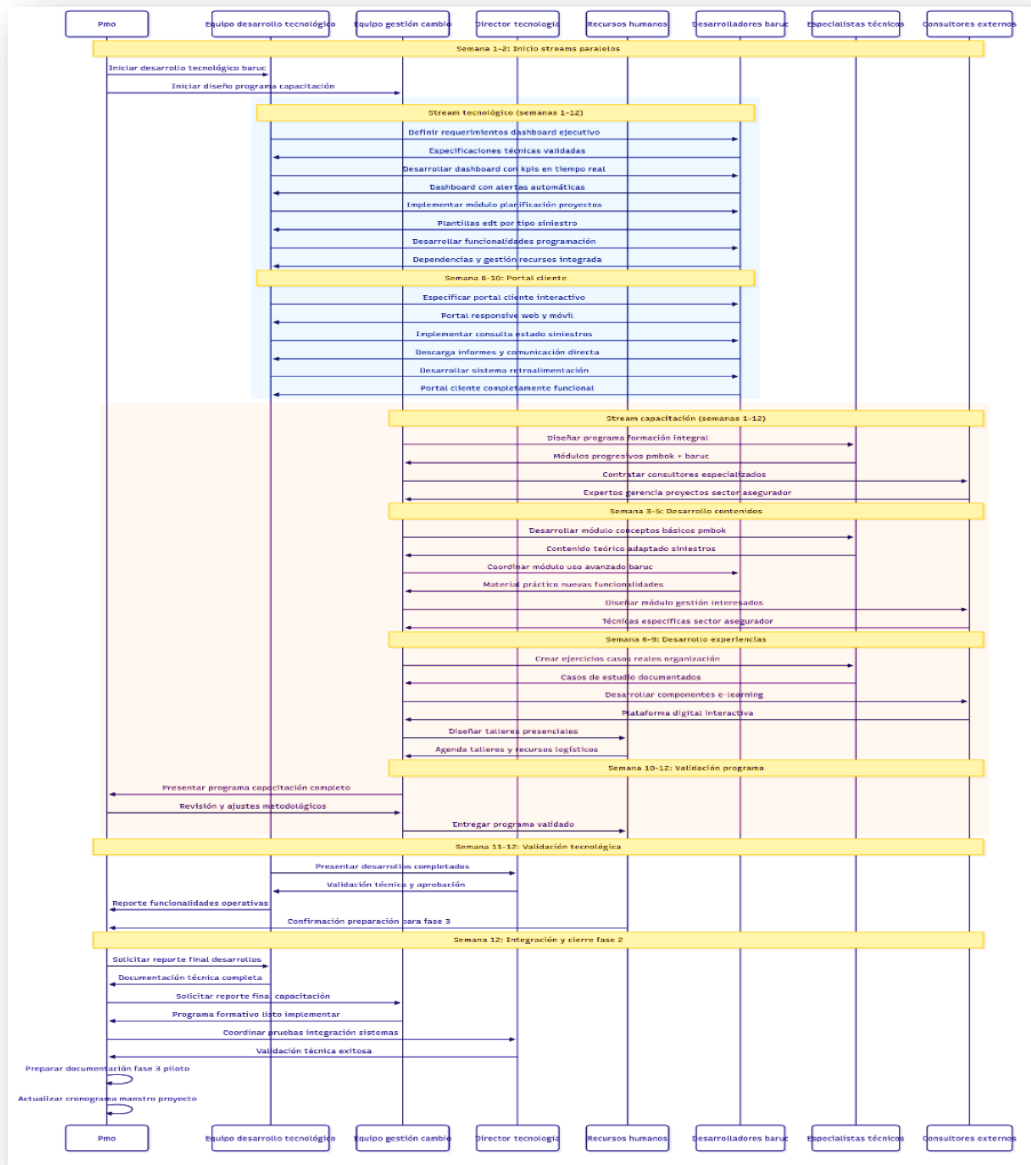 Pmo
Equipo desarrollo tecnológico
Equipo gestión cambio
Director tecnología
Recursos humanos
Desarrolladores baruc
Especialistas técnicos
Consultores externos
Semana 1-2: Inicio streams paralelos
Iniciar desarrollo tecnológico baruc
Iniciar diseño programa capacitación
Stream tecnológico (semanas 1-12)
Definir requerimientos dashboard ejecutivo
Especificaciones técnicas validadas
Desarrollar dashboard con kpis en tiempo real
Dashboard con alertas automáticas
Implementar módulo planificación proyectos
Plantillas edt por tipo siniestro
Desarrollar funcionalidades programación
Dependencias y gestión recursos integrada
Semana 6-10: Portal cliente
Especificar portal cliente interactivo
Portal responsive web y móvil
Implementar consulta estado siniestros
Descarga informes y comunicación directa
Desarrollar sistema retroalimentación
Portal cliente completamente funcional
Stream capacitación (semanas 1-12)
Diseñar programa formación integral
Módulos progresivos pmbok + baruc
Contratar consultores especializados
Expertos gerencia proyectos sector asegurador
Semana 3-5: Desarrollo contenidos
Desarrollar módulo conceptos básicos pmbok
Contenido teórico adaptado siniestros
Coordinar módulo uso avanzado baruc
Material práctico nuevas funcionalidades
Diseñar módulo gestión interesados
Técnicas específicas sector asegurador
Semana 6-9: Desarrollo experiencias
Crear ejercicios casos reales organización
Casos de estudio documentados
Desarrollar componentes e-learning
Plataforma digital interactiva
Diseñar talleres presenciales
Agenda talleres y recursos logísticos
Semana 10-12: Validación programa
Presentar programa capacitación completo
Revisión y ajustes metodológicos
Entregar programa validado
Semana 11-12: Validación tecnológica
Presentar desarrollos completados
Validación técnica y aprobación
Reporte funcionalidades operativas
Confirmación preparación para fase 3
Semana 12: Integración y cierre fase 2
Solicitar reporte final desarrollos
Documentación técnica completa
Solicitar reporte final capacitación
Programa formativo listo implementar
Coordinar pruebas integración sistemas
Validación técnica exitosa
Preparar documentación fase 3 piloto
Actualizar cronograma maestro proyecto
Pmo
Equipo desarrollo tecnológico
Equipo gestión cambio
Director tecnología
Recursos humanos
Desarrolladores baruc
Especialistas técnicos
Consultores externos